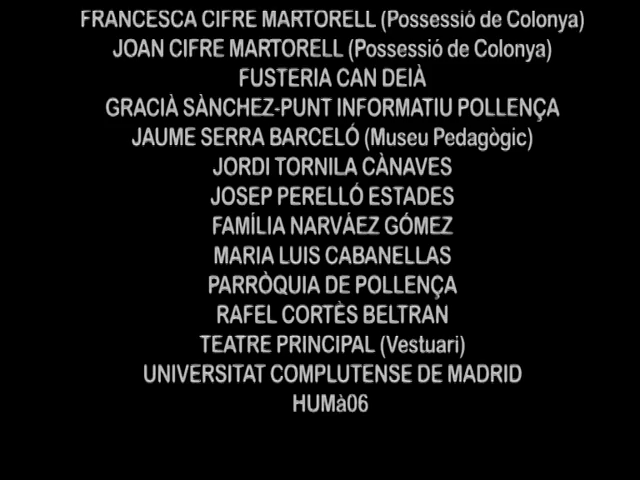 FRANCESCA CIFRE MARTORELL (Possessió de Colonya)
JOAN CIFRE MARTORELL (Possessió de Colonya)
FUSTERIA CAN DEIÀ
GRACIÀ SÀNCHEZ-PUNT INFORMATIU POLLENÇA
JAUME SERRA BARCELÓ (Museu Pedagògic)
JORDI TORNILA CÀNAVES
JOSEP PERELLÓ ESTADES
FAMÍLIA NARVÁEZ GÓMEZ
MARIA LUIS CABANELLAS
PARRÒQUIA DE POLLENÇA
RAFEL CORTÈS BELTRAN
TEATRE PRINCIPAL (Vestuari)
UNIVERSITAT COMPLUTENSE DE MADRID
HUMà06